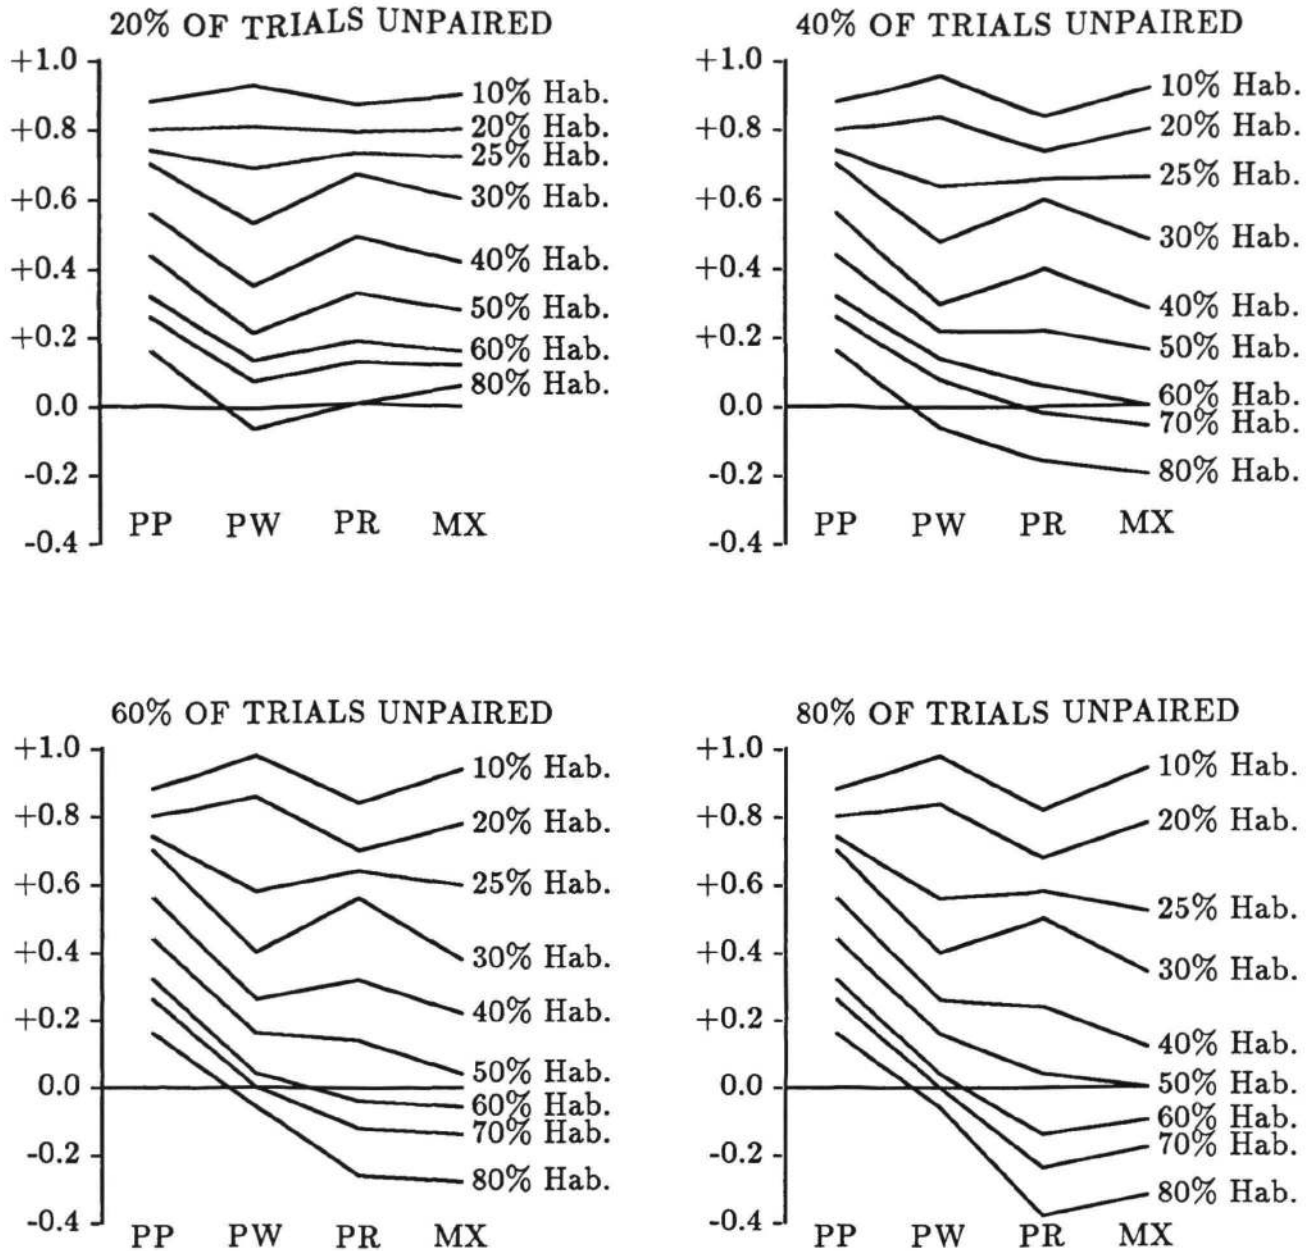 20% OF TRIALS UNPAIRED
+1.0
+0.8
+0.6
+0.4
+0.2
0.0
-0.2
-0.4
10% Hab.
20% Hab.
25% Hab.
30% Hab.
40% Hab.
50% Hab.
60% Hab.
80% Hab.
PP PW PR MX
40% OF TRIALS UNPAIRED
+1.0
+0.8
+0.6
+0.4
+0.2
0.0
-0.2
-0.4
10% Hab.
20% Hab.
25% Hab.
30% Hab.
40% Hab.
50% Hab.
60% Hab.
70% Hab.
80% Hab.
PP PW PR MX
60% OF TRIALS UNPAIRED
+1.0
+0.8
+0.6
+0.4
+0.2
0.0
-0.2
-0.4
10% Hab.
20% Hab.
25% Hab.
30% Hab.
40% Hab.
50% Hab.
60% Hab.
70% Hab.
80% Hab.
PP PW PR MX
80% OF TRIALS UNPAIRED
+1.0
+0.8
+0.6
+0.4
+0.2
0.0
-0.2
-0.4
10% Hab.
20% Hab.
25% Hab.
30% Hab.
40% Hab.
50% Hab.
60% Hab.
70% Hab.
80% Hab.
PP PW PR MX